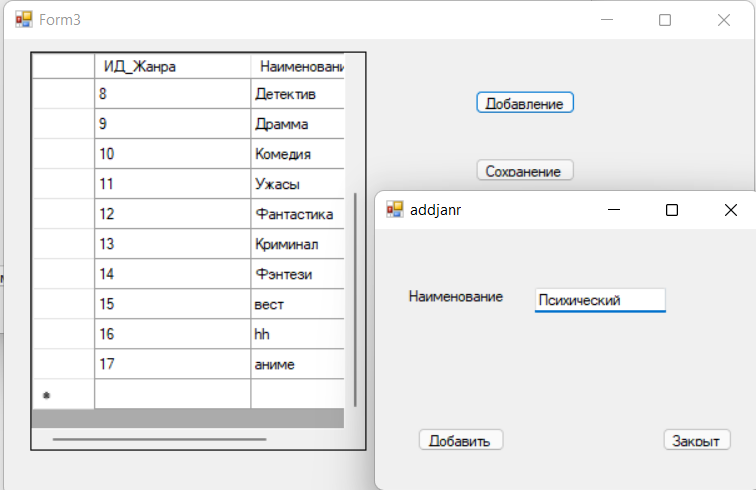 Form3
ИД_Жанра Наименовани
8 Детектив
9 Драмма
10 Комедия
11 Ужасы
12 Фантастика
13 Криминал
14 Фэнтези
15 вест
16 hh
17 аниме
*
Добавление
Сохранение
addjanr
Наименование Психический
Добавить Закрыт